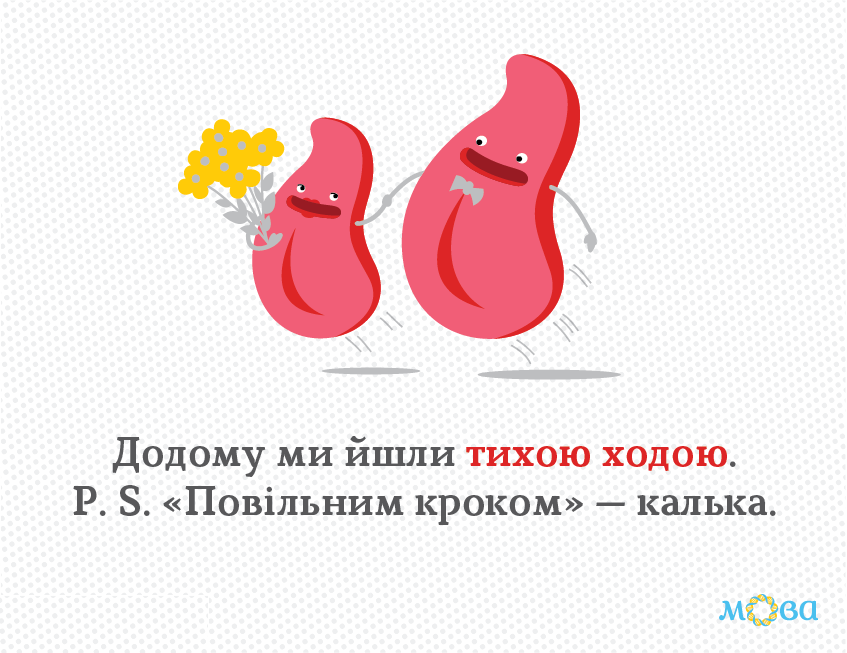 Додому ми йшли тихою ходою.
P. S. «Повільним кроком» — калька.
мова